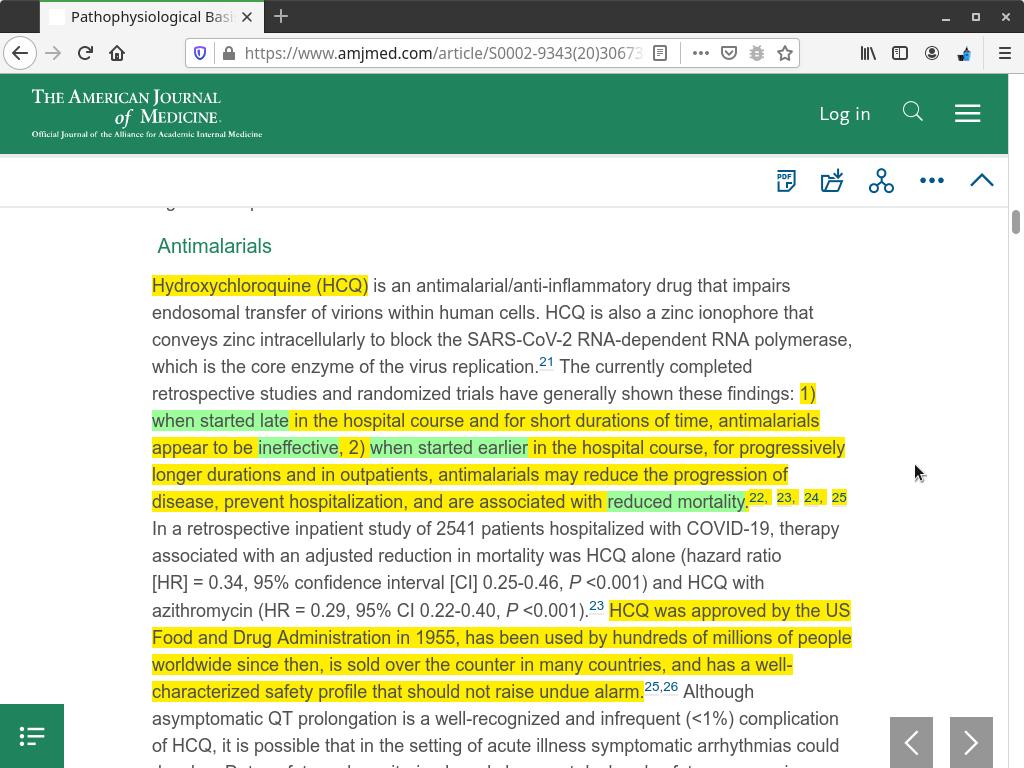 Pathophysiological Basi
https://www.amjmed.com/article/S0002-9343(20)30673
THE AMERICAN JOURNAL
of MEDICINE.
Official Journal of the Alliance for Academic Internal Medicine
Log in
PDF
Antimalarials
Hydroxychloroquine (HCQ) is an antimalarial/anti-inflammatory drug that impairs
endosomal transfer of virions within human cells. HCQ is also a zinc ionophore that
conveys zinc intracellularly to block the SARS-CoV-2 RNA-dependent RNA polymerase,
which is the core enzyme of the virus replication.21 The currently completed
retrospective studies and randomized trials have generally shown these findings: 1)
when started late in the hospital course and for short durations of time, antimalarials
appear to be ineffective, 2) when started earlier in the hospital course, for progressively
longer durations and in outpatients, antimalarials may reduce the progression of
disease, prevent hospitalization, and are associated with reduced mortality.22, 23, 24, 25
In a retrospective inpatient study of 2541 patients hospitalized with COVID-19, therapy
associated with an adjusted reduction in mortality was HCQ alone (hazard ratio
[HR] = 0.34, 95% confidence interval [CI] 0.25-0.46, P <0.001) and HCQ with
azithromycin (HR = 0.29, 95% CI 0.22-0.40, P <0.001).23 HCQ was approved by the US
Food and Drug Administration in 1955, has been used by hundreds of millions of people
worldwide since then, is sold over the counter in many countries, and has a well-
characterized safety profile that should not raise undue alarm.25,26 Although
asymptomatic QT prolongation is a well-recognized and infrequent (<1%) complication
of HCQ, it is possible that in the setting of acute illness symptomatic arrhythmias could